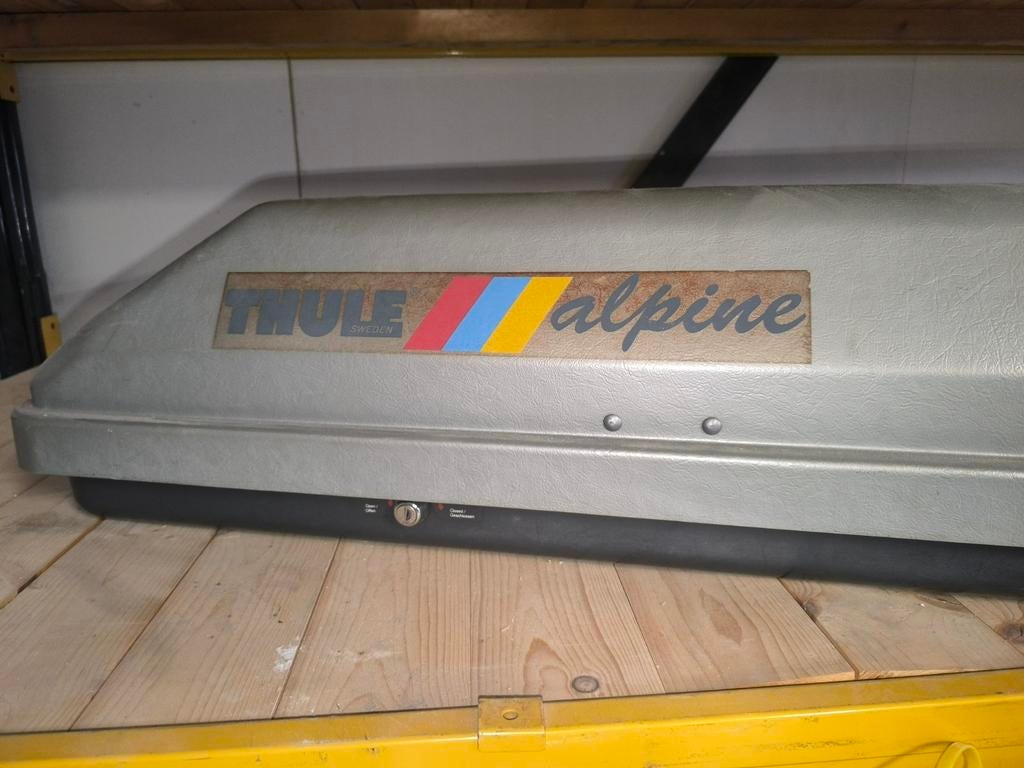 THULE alpine
SWEDEN
Open / Closed /
Offen Geschlossen